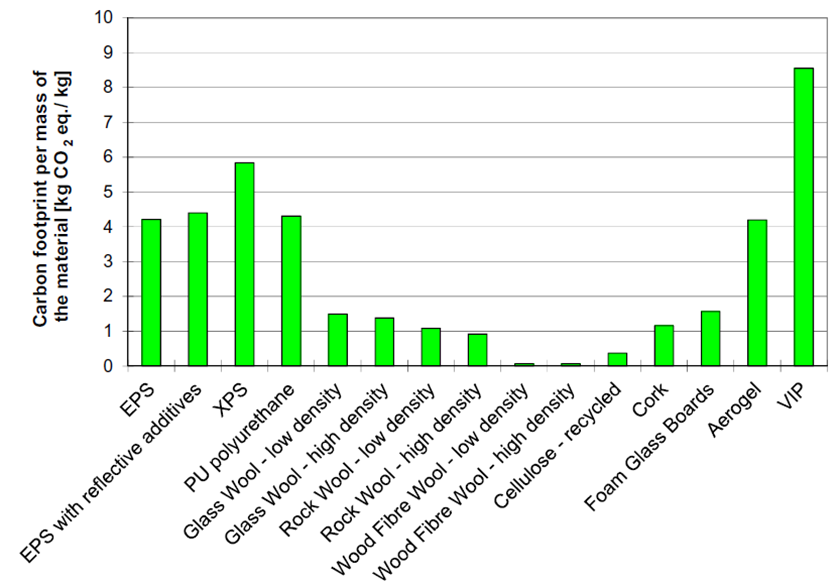 10
9
8
7
6
5
4
3
2
1
0
Carbon footprint per mass of
the material [kg CO₂ eq./ kg]
EPS
EPS with reflective additives
XPS
PU polyurethane
Glass Wool - low density
Glass Wool - high density
Rock Wool - low density
Rock Wool - high density
Wood Fibre Wool - low density
Wood Fibre Wool - high density
Cellulose - recycled
Cork
Foam Glass Boards
Aerogel
VIP